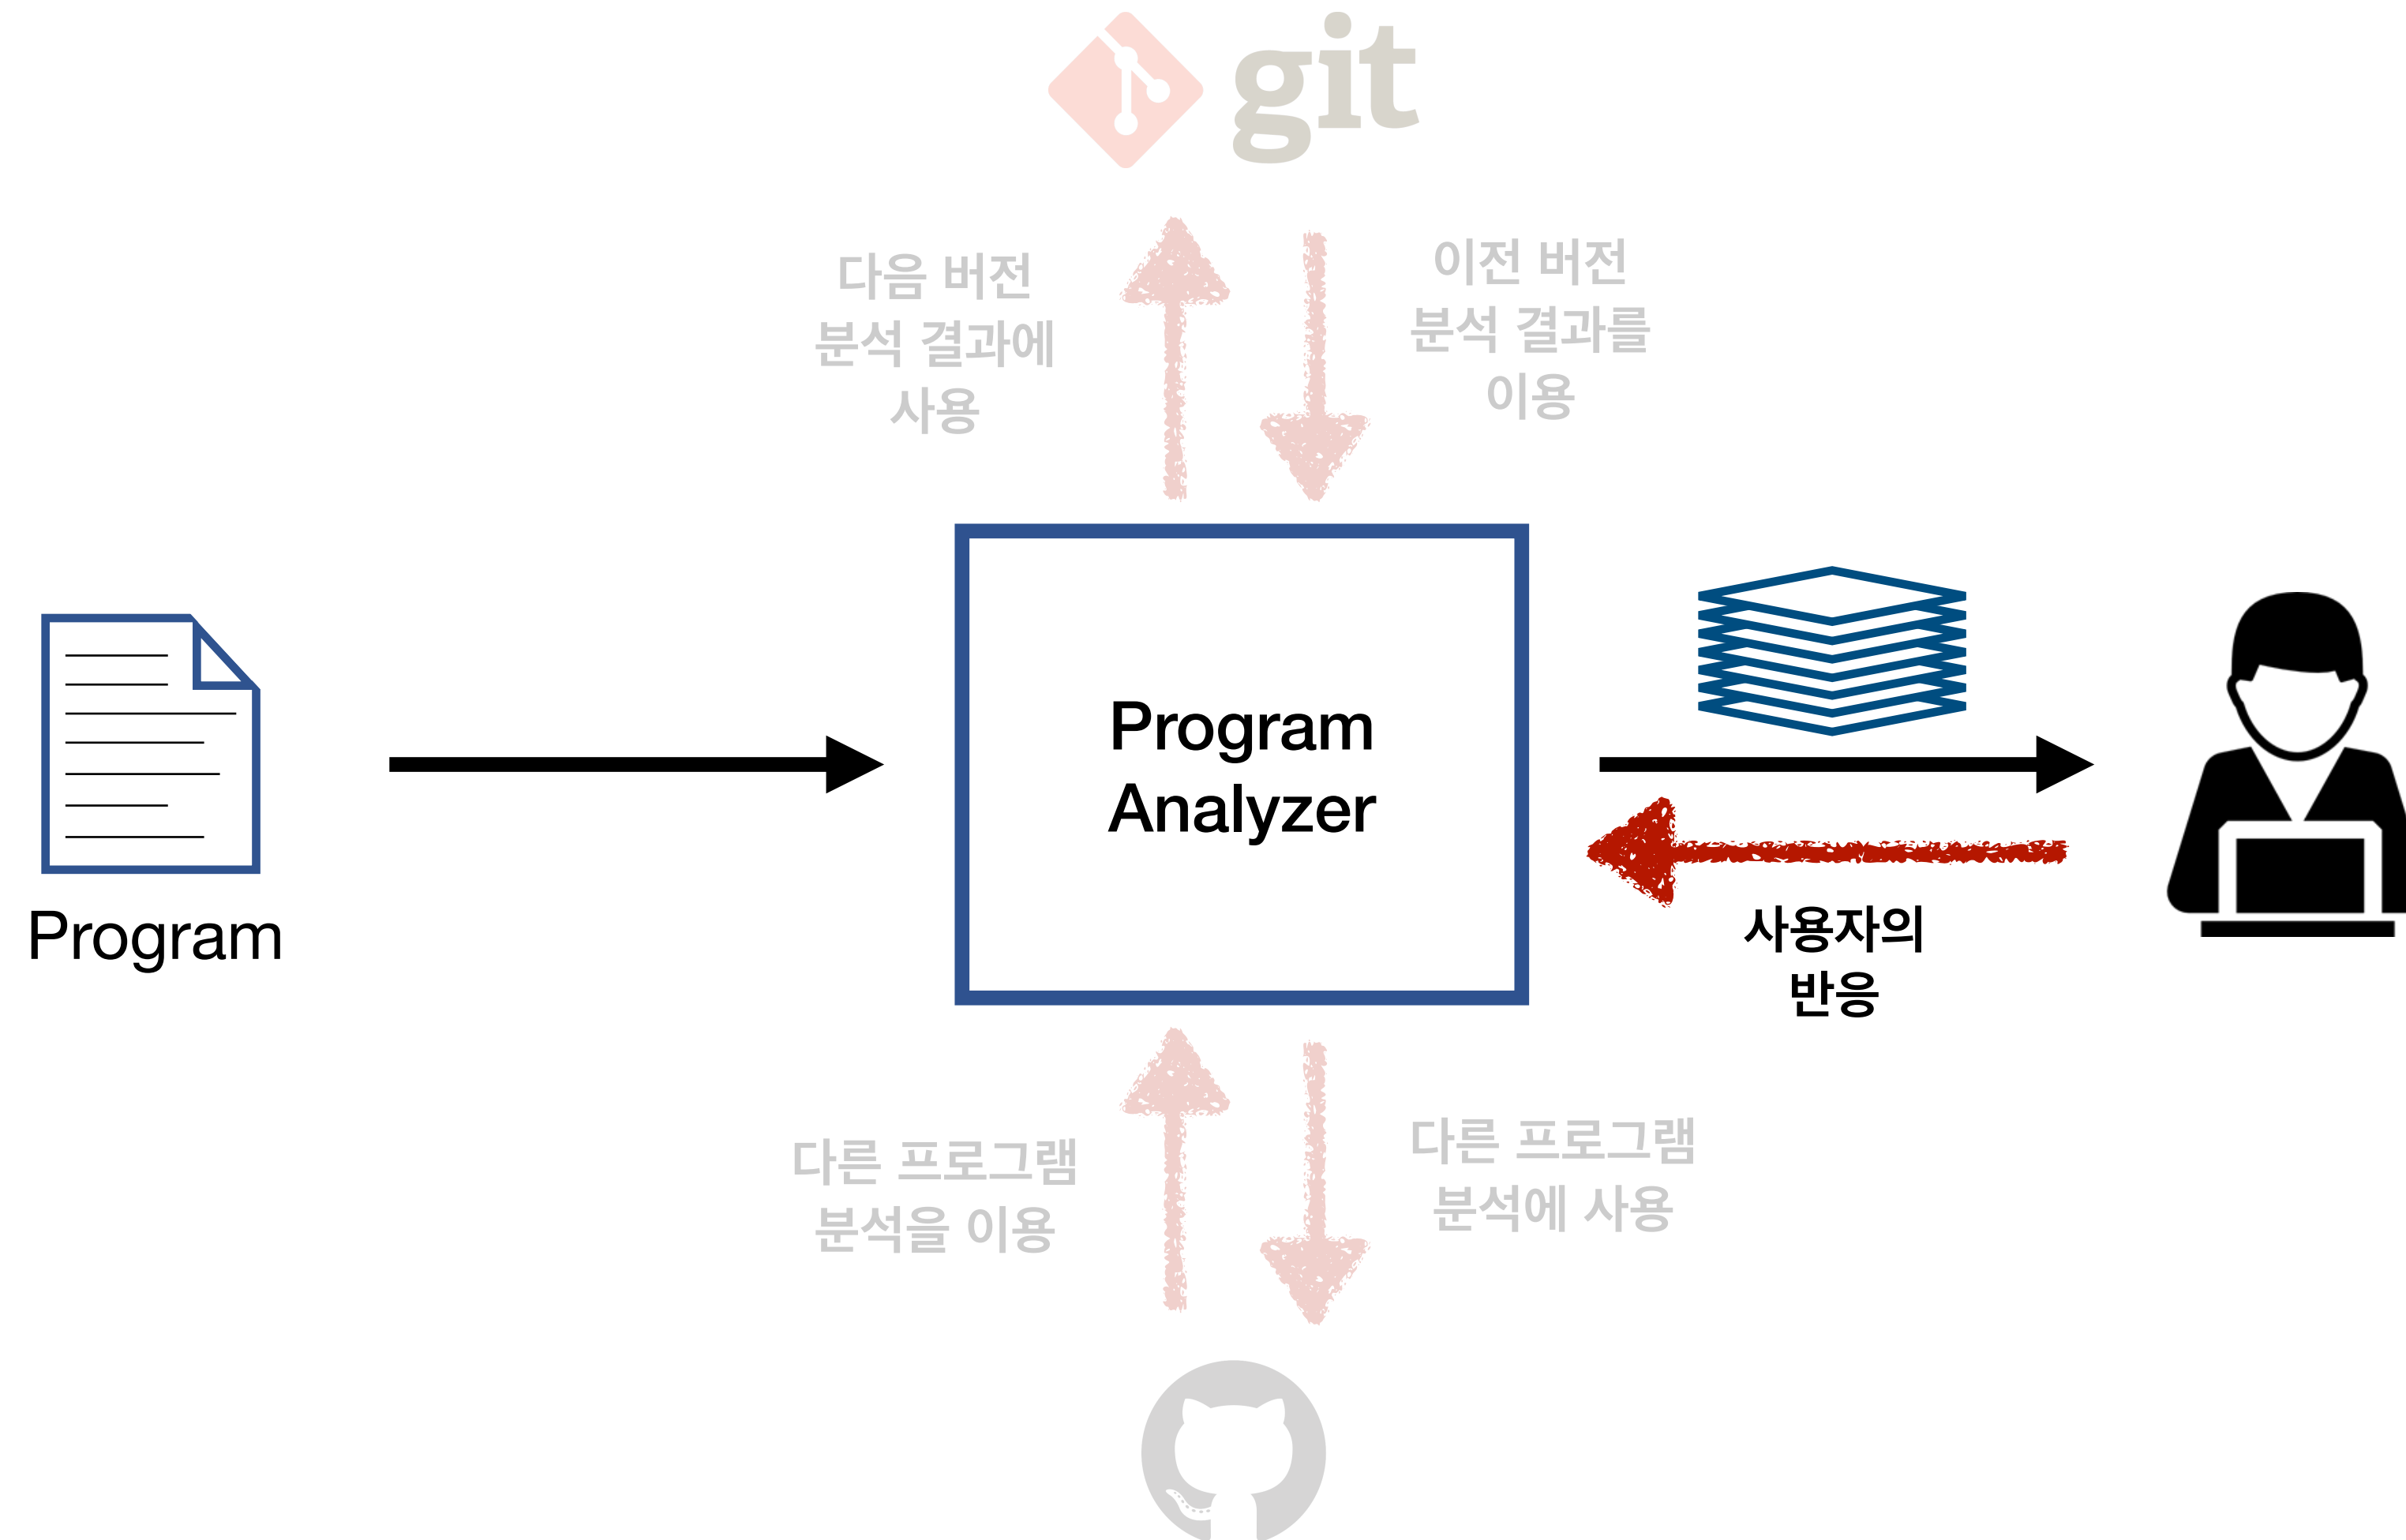 git
다음 버전
분석 결과에
사용
이전 버전
분석 결과를
이용
Program
Program
Analyzer
사용자의
반응
다른 프로그램
분석을 이용
다른 프로그램
분석에 사용